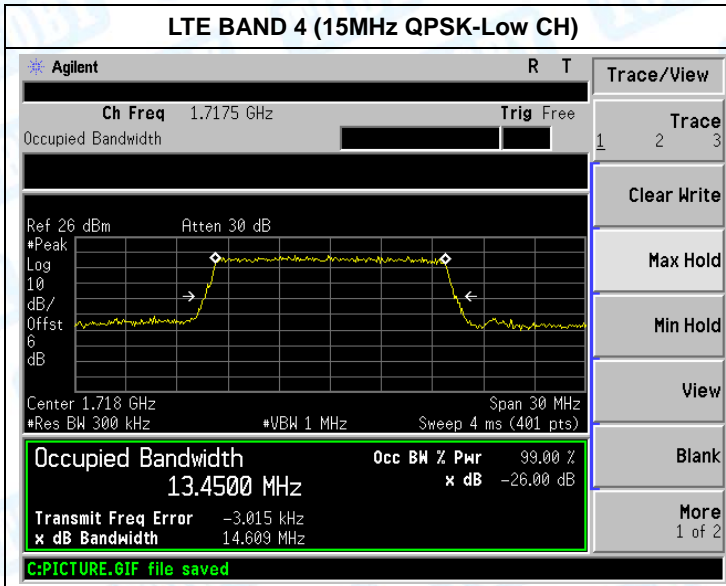 LTE BAND 4 (15MHz QPSK-Low CH)
Agilent R T
Ch Freq 1.7175 GHz Trig Free
Occupied Bandwidth
Ref 26 dBm Atten 30 dB
#Peak
Log
10
dB/
Offst
6
dB
Center 1.718 GHz Span 30 MHz
#Res BW 300 kHz #VBW 1 MHz Sweep 4 ms (401 pts)
Occupied Bandwidth Occ BW % Pwr 99.00 %
13.4500 MHz x dB -26.00 dB
Transmit Freq Error -3.015 kHz
x dB Bandwidth 14.609 MHz
C:PICTURE.GIF file saved
Trace/View
Trace
1 2 3
Clear Write
Max Hold
Min Hold
View
Blank
More
1 of 2